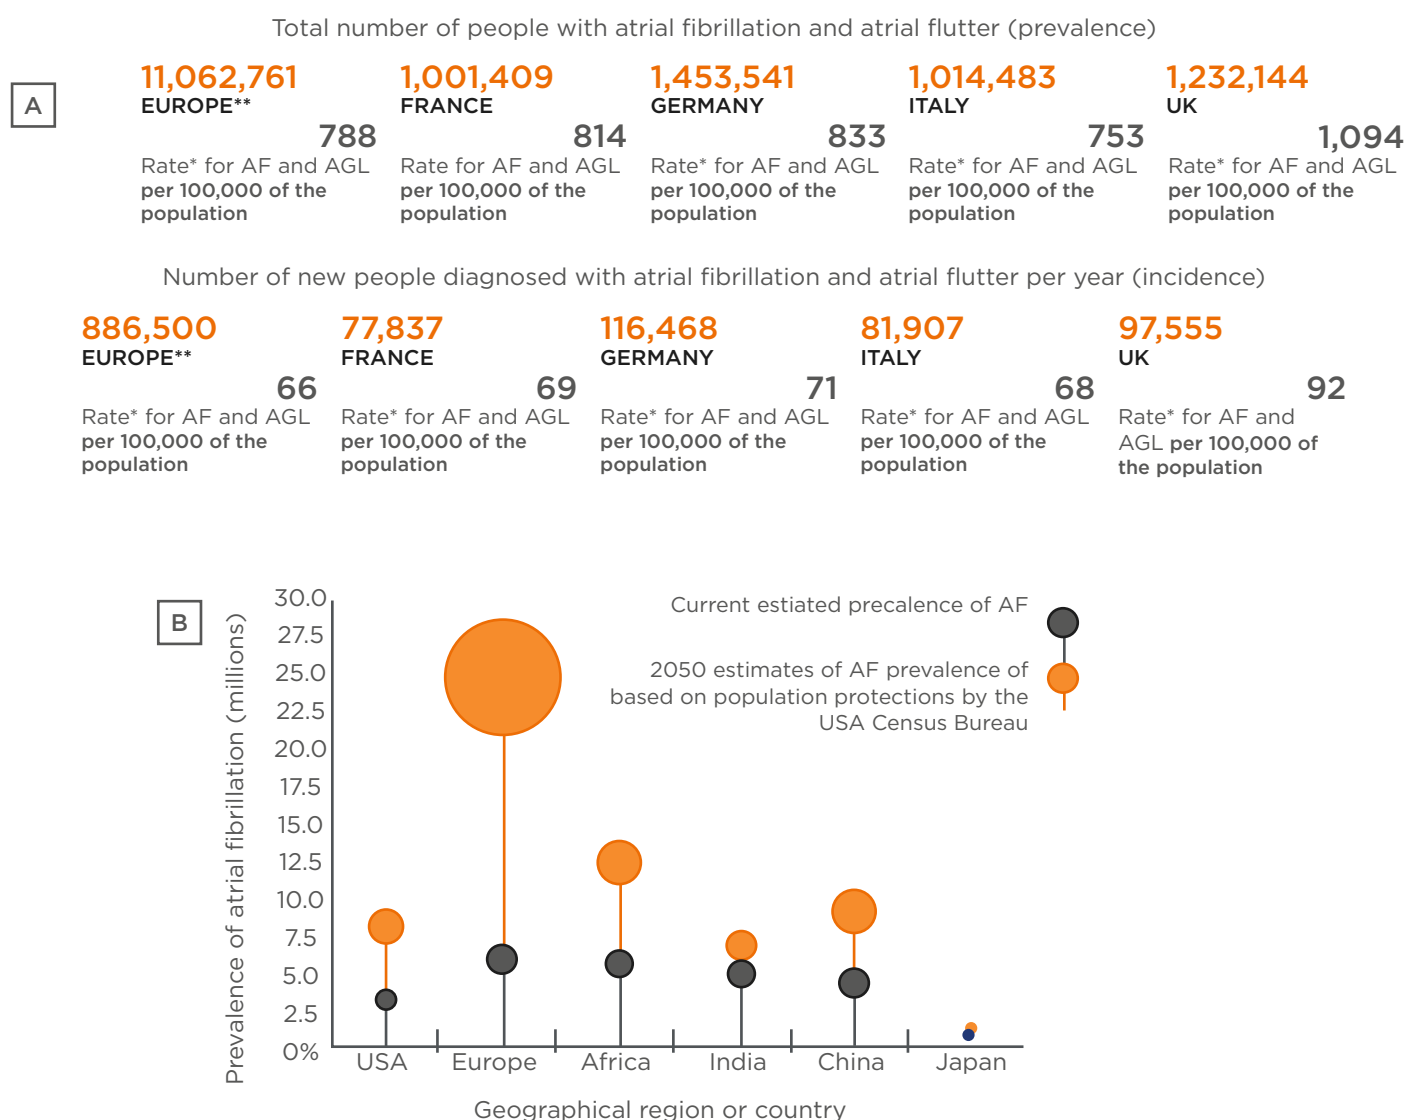 Total number of people with atrial fibrillation and atrial flutter (prevalence)
A
11,062,761
EUROPE**
788
Rate* for AF and AGL
per 100,000 of the
population
1,001,409
FRANCE
814
Rate for AF and AGL
per 100,000 of the
population
1,453,541
GERMANY
833
Rate* for AF and AGL
per 100,000 of the
population
1,014,483
ITALY
753
Rate* for AF and AGL
per 100,000 of the
population
1,232,144
UK
1,094
Rate* for AF and AGL
per 100,000 of the
population
Number of new people diagnosed with atrial fibrillation and atrial flutter per year (incidence)
886,500
EUROPE**
66
Rate* for AF and AGL
per 100,000 of the
population
77,837
FRANCE
69
Rate* for AF and AGL
per 100,000 of the
population
116,468
GERMANY
71
Rate* for AF and AGL
per 100,000 of the
population
81,907
ITALY
68
Rate* for AF and AGL
per 100,000 of the
population
97,555
UK
92
Rate* for AF and
AGL per 100,000 of
the population
B
Prevalence of atrial fibrillation (millions)
30.0
27.5
25.0
22.5
20.0
17.5
15.0
12.5
10.0
7.5
5.0
2.5
0%
Current estiated precalence of AF
2050 estimates of AF prevalence of
based on population protections by the
USA Census Bureau
USA
Europe
Africa
India
China
Japan
Geographical region or country